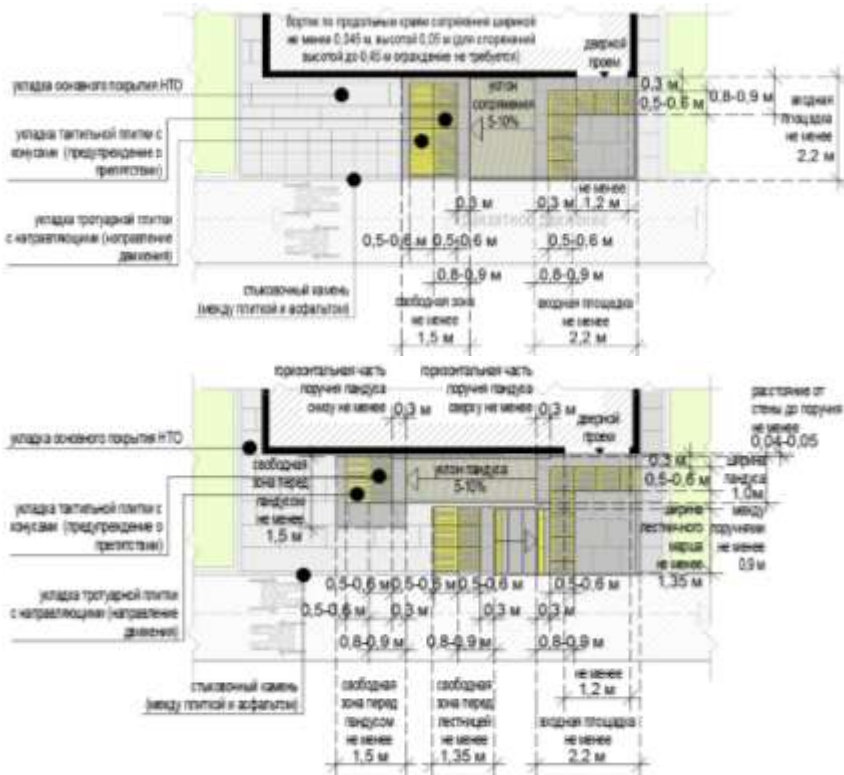 бортик по продольным краям сопряжения шириной
не менее 0,045 м, высотой 0,05 м (для сопряжений
высотой до 0,45 м ограждение не требуется)
дверной
проем
укладка основного покрытия НТО
уклон
сопряжения
5-10%
0,3 м
0,5-0,6 м
0,8-0,9 м
входная
площадка
не менее
2,2 м
укладка тактильной плитки с
конусами (предупреждение о
препятствии)
не менее
0,3 м
0,3 м
1,2 м
укладка тротуарной плитки
с направляющими (направление
движения)
0,5-0,6 м
0,5-0,6 м
0,5-0,6 м
0,8-0,9 м
0,8-0,9 м
стыковочный камень
(между плиткой и асфальтом)
свободная зона
не менее
1,5 м
входная площадка
не менее
2,2 м
горизонтальная часть
поручня пандуса
снизу не менее
0,3 м
горизонтальная часть
поручня пандуса
сверху не менее
0,3 м
дверной
проем
расстояние от
стены до поручня
не менее
0,04-0,05
укладка основного покрытия НТО
свободная
зона перед
пандусом
не менее
1,5 м
уклон пандуса
5-10%
0,3 м
0,5-0,6 м
ширина
пандуса
1,0м
между
поручнями
не менее
0,9 м
ширина
лестничного
марша
не менее
1,35 м
укладка тактильной плитки с
конусами (предупреждение о
препятствии)
укладка тротуарной плитки
с направляющими (направление
движения)
0,5-0,6 м
0,5-0,6 м
0,5-0,6 м
0,5-0,6 м
0,5-0,6 м
0,3 м
0,3 м
0,3 м
0,8-0,9 м
0,8-0,9 м
0,8-0,9 м
стыковочный камень
(между плиткой и асфальтом)
не менее
1,2 м
свободная
зона перед
пандусом
не менее
1,5 м
свободная
зона перед
лестницей
не менее
1,35 м
входная площадка
не менее
2,2 м